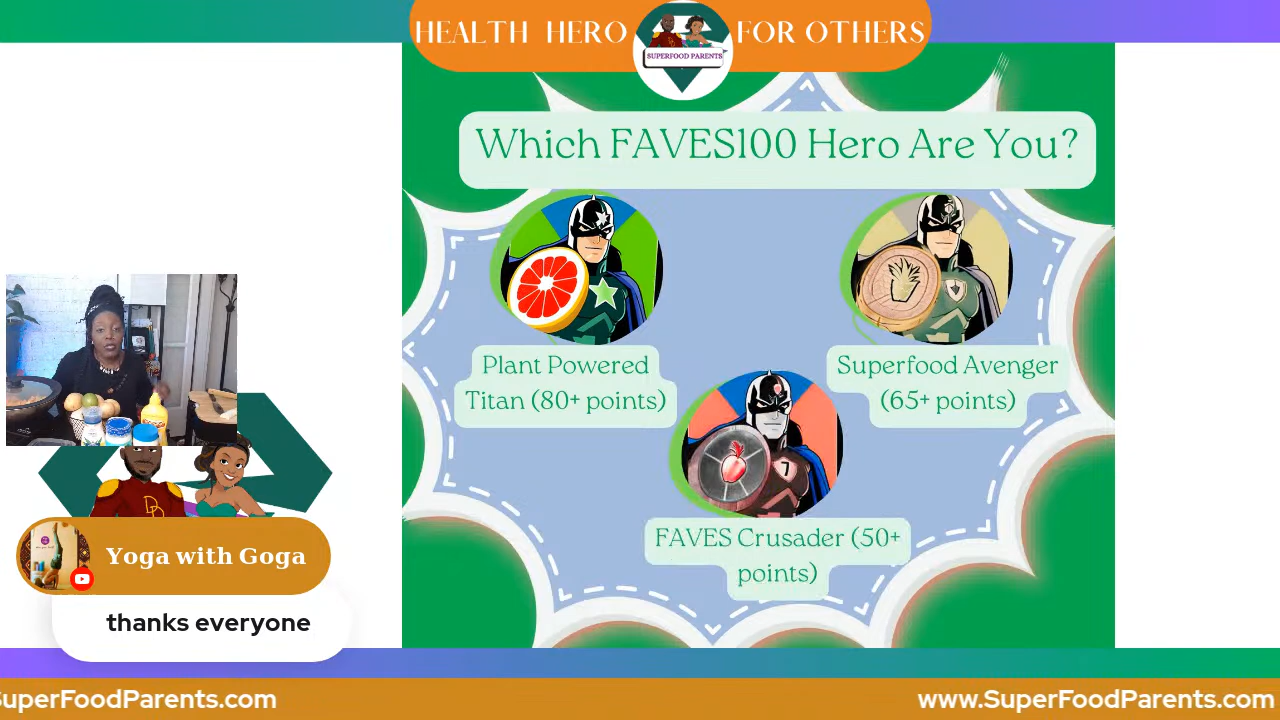 HEALTH HERO
FOR OTHERS
SUPERFOOD PARENTS
Which FAVES100 Hero Are You?
Plant Powered
Titan (80+ points)
Superfood Avenger
(65+ points)
7
FAVES Crusader (50+
points)
Yoga with Goga
thanks everyone
uperFoodParents.com
www.SuperFoodParents.com